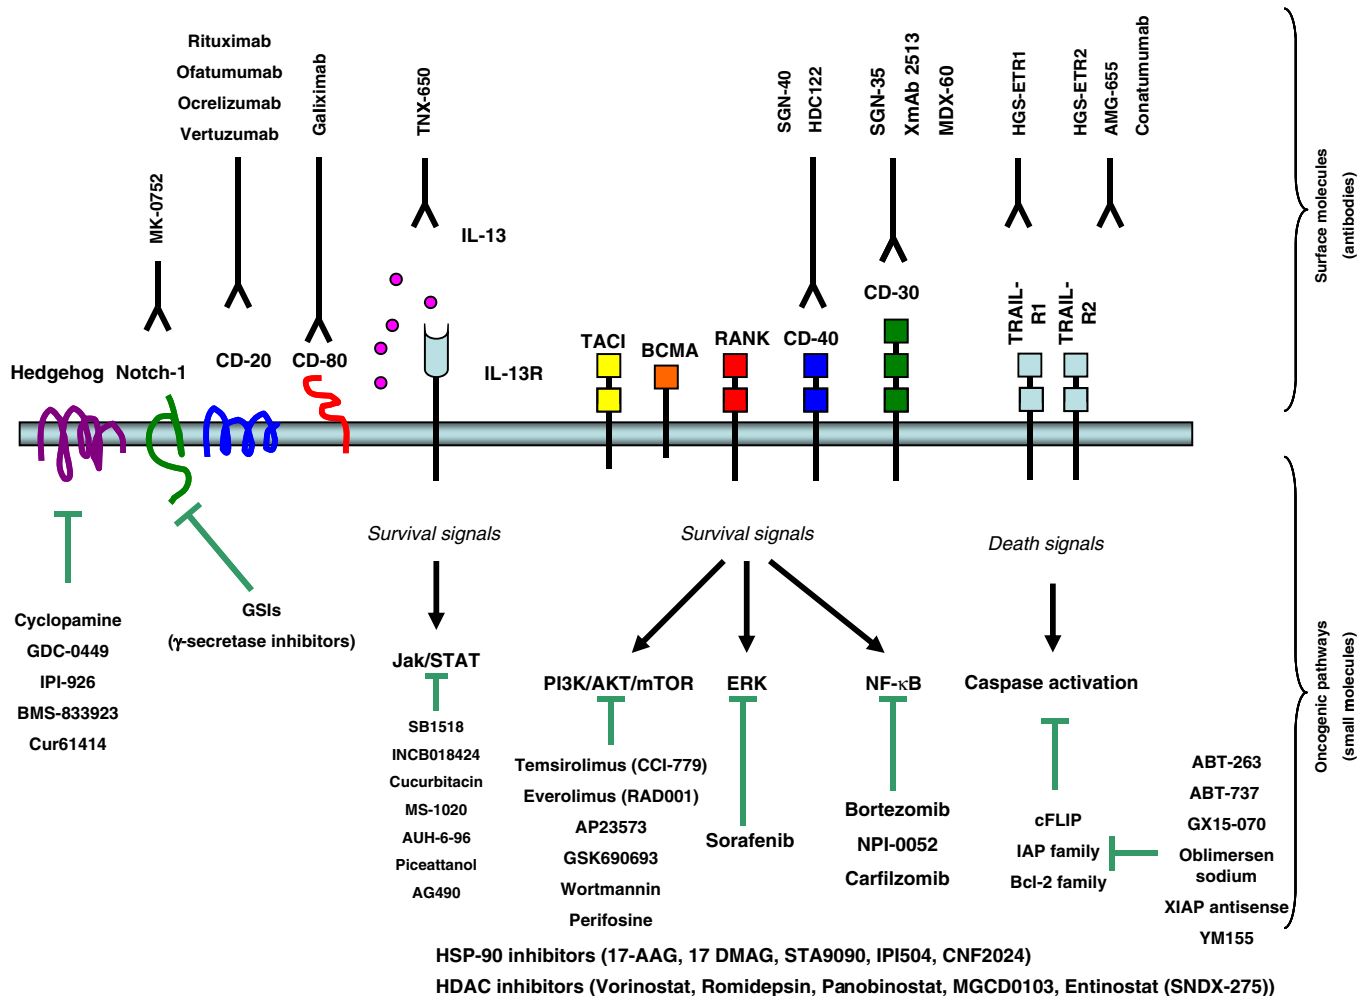 Rituximab
Ofatumumab
Ocrelizumab
Vertuzumab
MK-0752
Galiximab
TNX-650
SGN-40
HDC122
SGN-35
XmAb 2513
MDX-60
HGS-ETR1
HGS-ETR2
AMG-655
Conatumumab
Surface molecules
(antibodies)
IL-13
CD-30
TRAIL-
R1
TRAIL-
R2
Hedgehog
Notch-1
CD-20
CD-80
IL-13R
TACI
BCMA
RANK
CD-40
Survival signals
Survival signals
Death signals
Cyclopamine
GDC-0449
IPI-926
BMS-833923
Cur61414
GSIs
(γ-secretase inhibitors)
Jak/STAT
SB1518
INCB018424
Cucurbitacin
MS-1020
AUH-6-96
Piceattanol
AG490
PI3K/AKT/mTOR
Temsirolimus (CCI-779)
Everolimus (RAD001)
AP23573
GSK690693
Wortmannin
Perifosine
ERK
Sorafenib
NF-κB
Bortezomib
NPI-0052
Carfilzomib
Caspase activation
cFLIP
IAP family
Bcl-2 family
ABT-263
ABT-737
GX15-070
Oblimersen
sodium
XIAP antisense
YM155
Oncogenic pathways
(small molecules)
HSP-90 inhibitors (17-AAG, 17 DMAG, STA9090, IPI504, CNF2024)
HDAC inhibitors (Vorinostat, Romidepsin, Panobinostat, MGCD0103, Entinostat (SNDX-275))